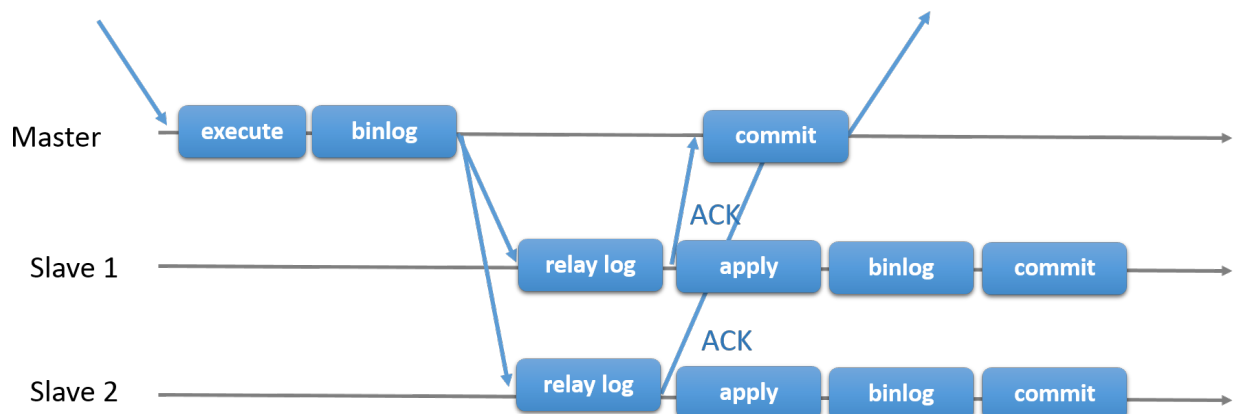 Master execute binlog commit
ACK
Slave 1 relay log apply binlog commit
ACK
Slave 2 relay log apply binlog commit